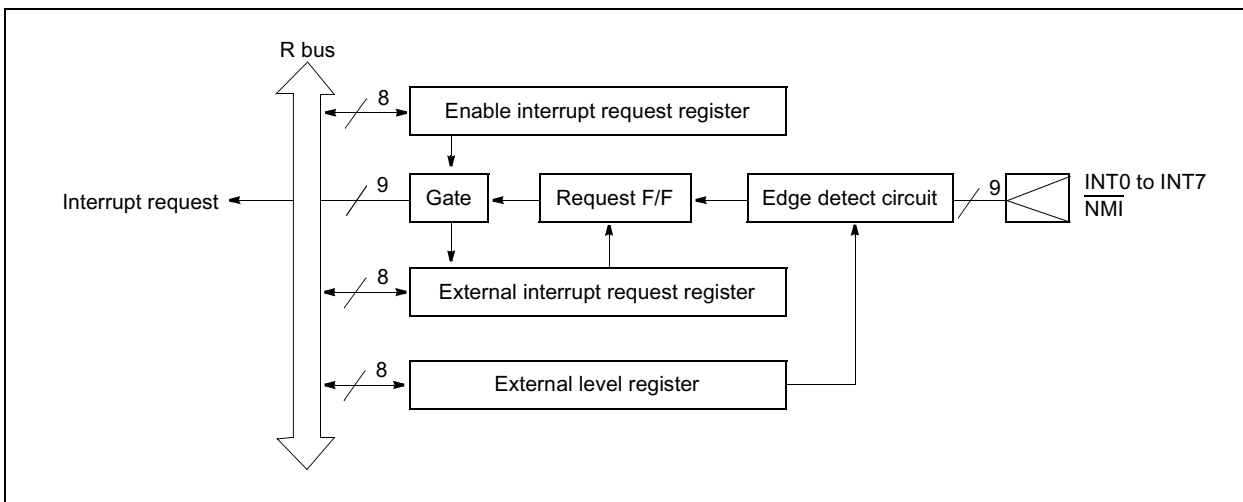 R bus
8
Enable interrupt request register
Interrupt request
9
Gate
Request F/F
Edge detect circuit
9
INT0 to INT7
NMI
8
External interrupt request register
8
External level register